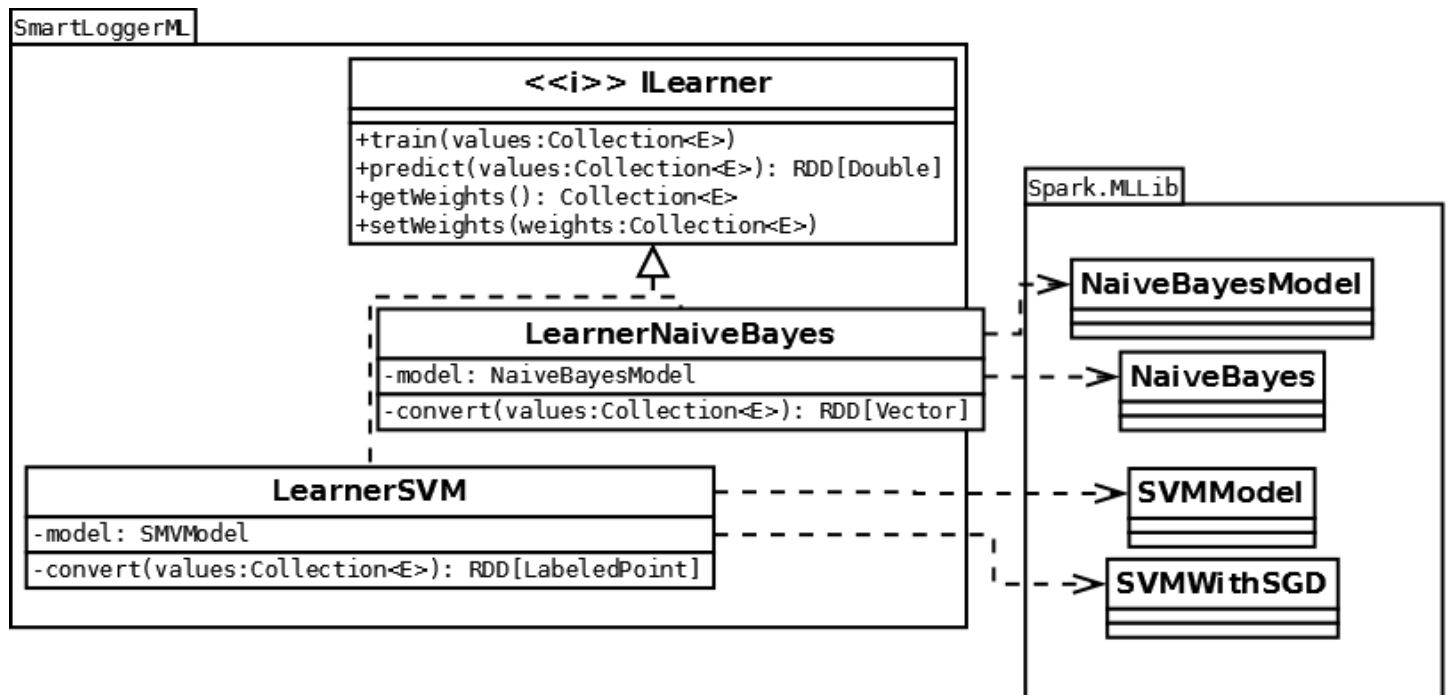 SmartLoggerML
<<i>> ILearner
+train(values:Collection<E>)
+predict(values:Collection<E>): RDD[Double]
+getWeights(): Collection<E>
+setWeights(weights:Collection<E>)
Spark.MLLib
NaiveBayesModel
LearnerNaiveBayes
-model: NaiveBayesModel
-convert(values:Collection<E>): RDD[Vector]
NaiveBayes
LearnerSVM
-model: SMVModel
-convert(values:Collection<E>): RDD[LabeledPoint]
SVMModel
SVMWithSGD